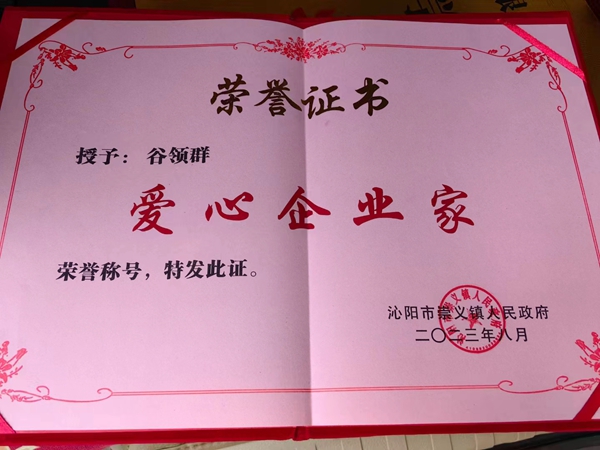 荣誉证书
授予：谷领群
爱心企业家
荣誉称号，特发此证。
沁阳市崇义镇人民政府
二〇二三年八月